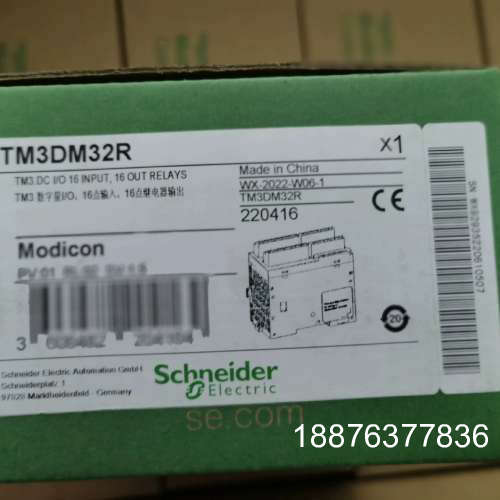 TM3DM32R
X1
TM3 DC I/O 16 INPUT, 16 OUT RELAYS
TM3 数字量I/O, 16点输入, 16点继电器输出
Made in China
WX-2022-W06-1
TM3DM32R
220416
Modicon
20
Schneider Electric Automation GmbH
Schneiderplatz 1
97828 Marktheidenfeld - Germany
Schneider
Electric
se.com
18876377836